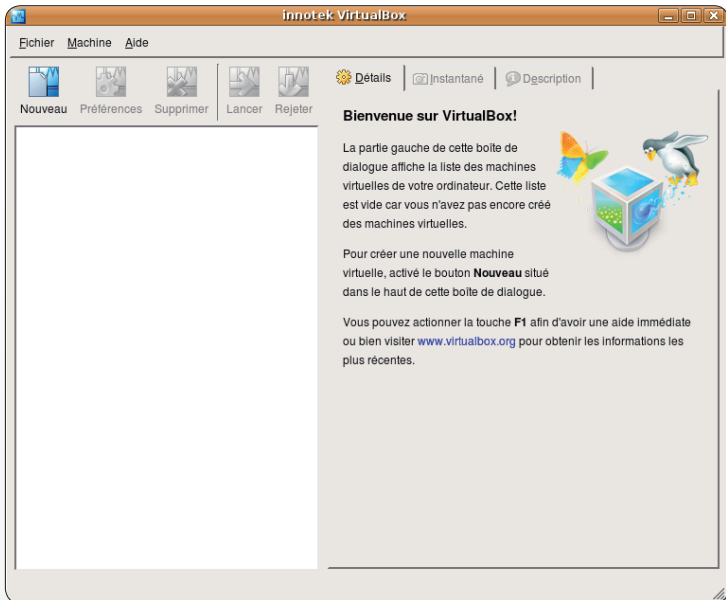 innotek VirtualBox
Fichier Machine Aide
Nouveau Préférences Supprimer Lancer Rejeter
Détails Instantané Description
Bienvenue sur VirtualBox!
La partie gauche de cette boîte de
dialogue affiche la liste des machines
virtuelles de votre ordinateur. Cette liste
est vide car vous n'avez pas encore créé
des machines virtuelles.
Pour créer une nouvelle machine
virtuelle, activé le bouton Nouveau situé
dans le haut de cette boîte de dialogue.
Vous pouvez actionner la touche F1 afin d'avoir une aide immédiate
ou bien visiter www.virtualbox.org pour obtenir les informations les
plus récentes.